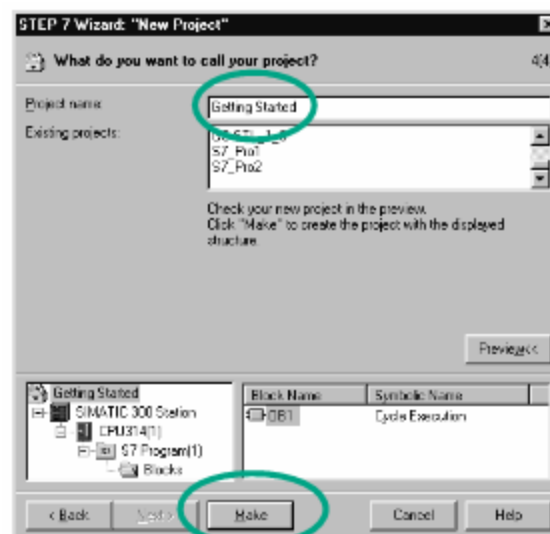 STEP 7 Wizard: "New Project"
What do you want to call your project?
4(4
Project name:
Getting Started
Existing projects:
S7_Pro1
S7_Pro2
Check your new project in the preview.
Click "Make" to create the project with the displayed
structure.
Preview<<
Getting Started
SIMATIC 300 Station
CPU314(1)
S7 Program(1)
Blocks
Block Name Symbolic Name
OB1 Cycle Execution
< Back Next > Make Cancel Help